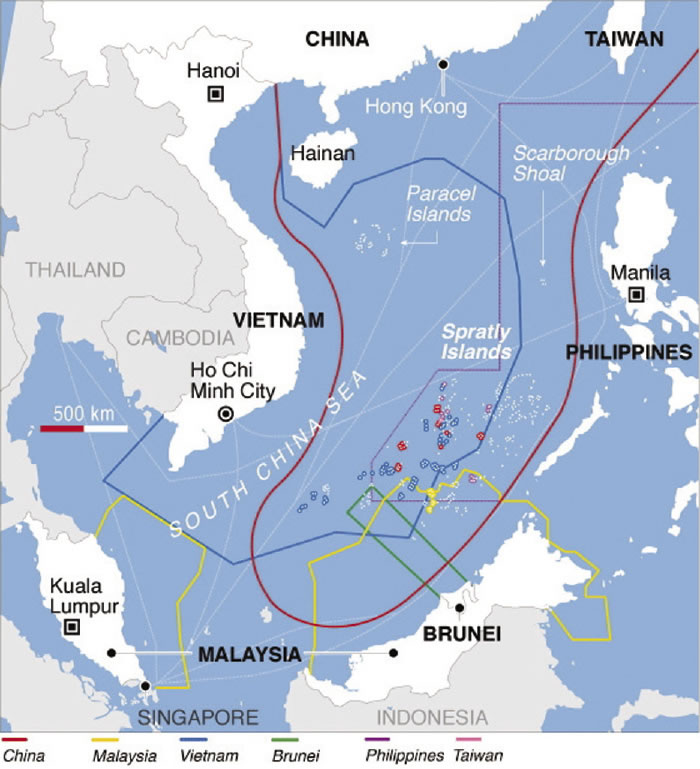 CHINA
TAIWAN
Hanoi
Hong Kong
Hainan
Scarborough
Shoal
Paracel
Islands
THAILAND
Manila
VIETNAM
CAMBODIA
Spratly
Islands
PHILIPPINES
Ho Chi
Minh City
500 km
SOUTH CHINA SEA
Kuala
Lumpur
BRUNEI
MALAYSIA
SINGAPORE
INDONESIA
China
Malaysia
Vietnam
Brunei
Philippines
Taiwan